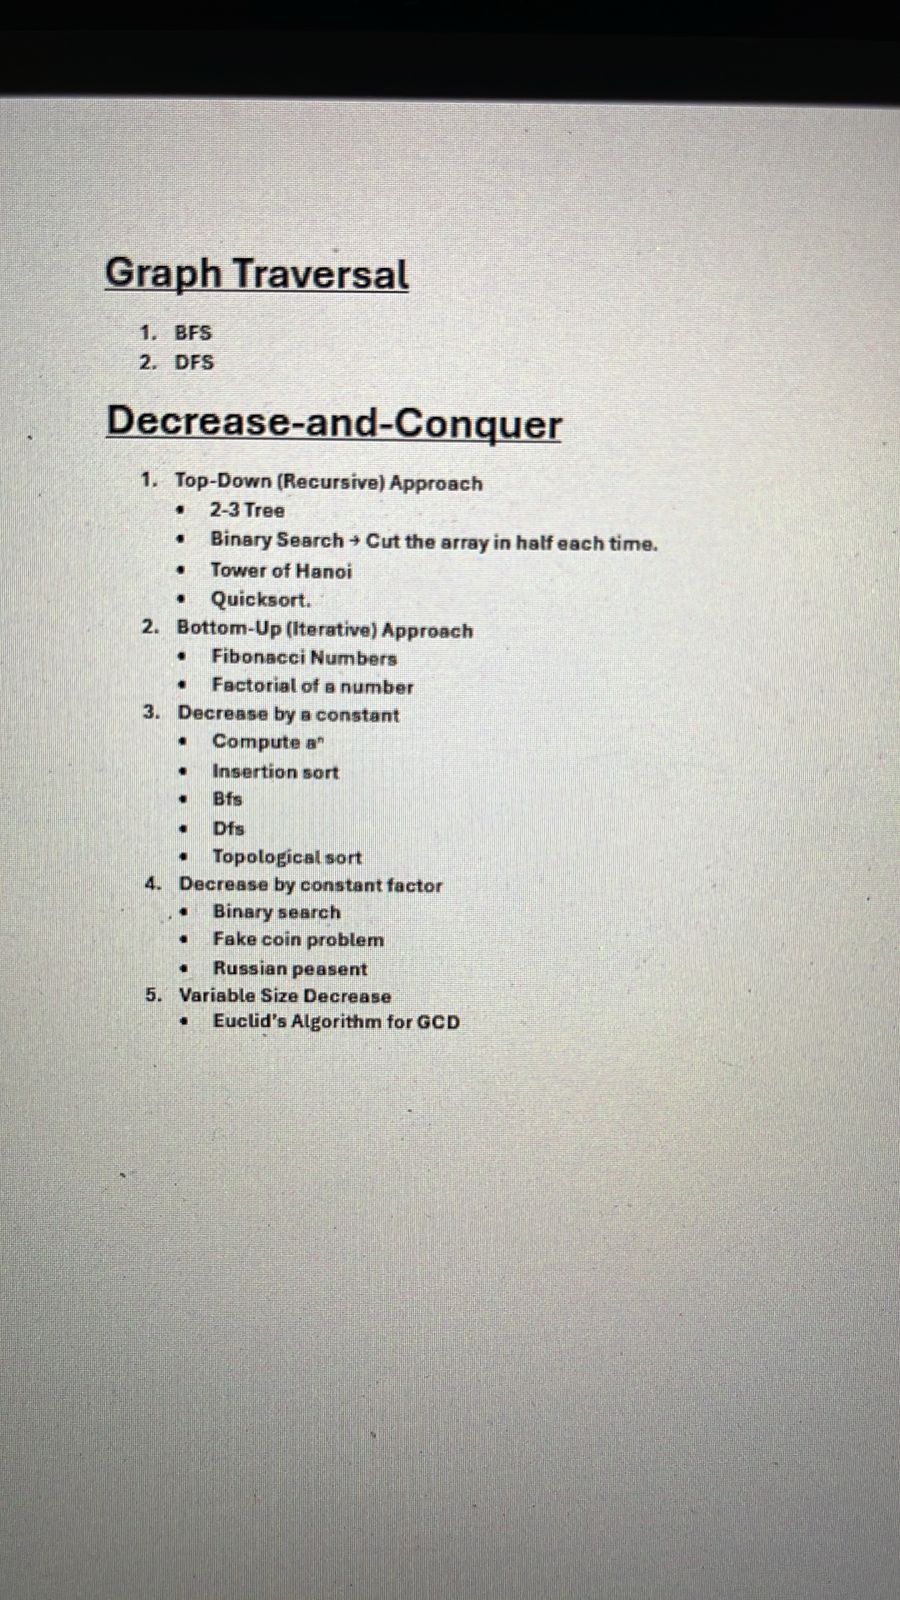 Graph Traversal
1. BFS
2. DFS
Decrease-and-Conquer
1. Top-Down (Recursive) Approach
• 2-3 Tree
• Binary Search → Cut the array in half each time.
• Tower of Hanoi
• Quicksort.
2. Bottom-Up (Iterative) Approach
• Fibonacci Numbers
• Factorial of a number
3. Decrease by a constant
• Compute aⁿ
• Insertion sort
• Bfs
• Dfs
• Topological sort
4. Decrease by constant factor
• Binary search
• Fake coin problem
• Russian peasent
5. Variable Size Decrease
• Euclid's Algorithm for GCD